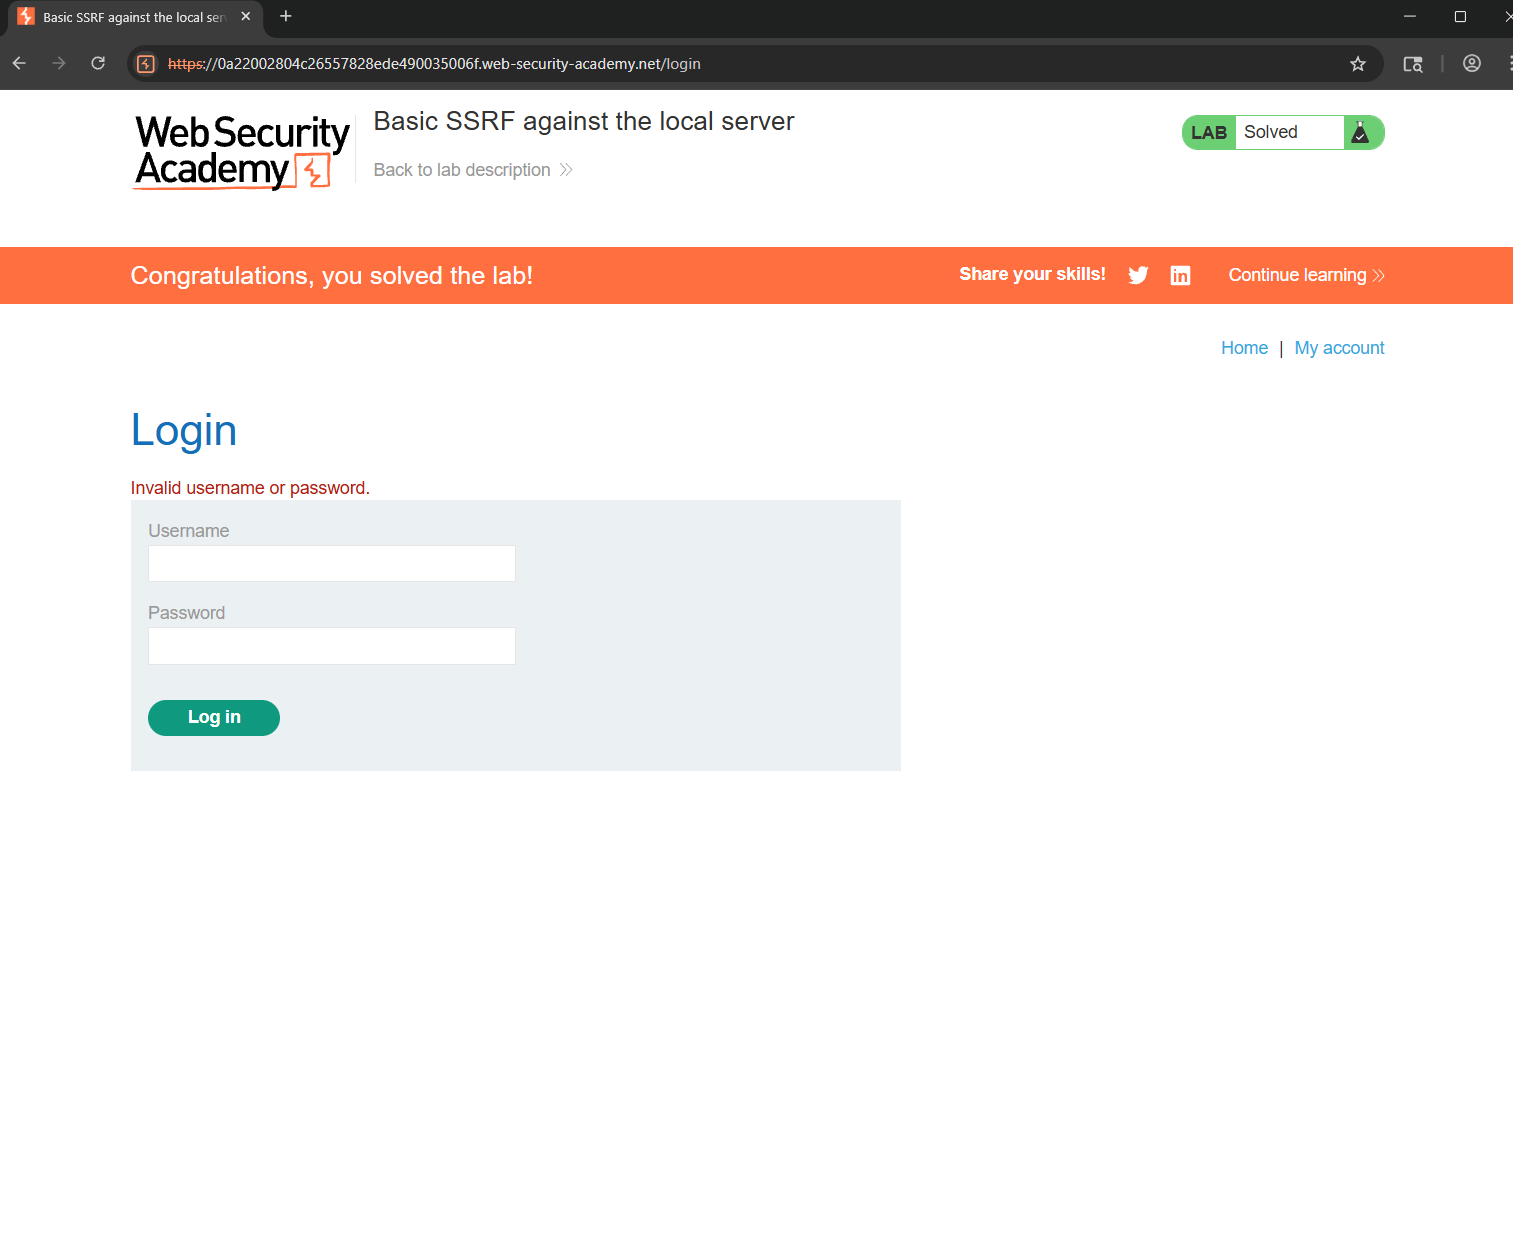 Basic SSRF against the local ser
https://0a22002804c26557828ede490035006f.web-security-academy.net/login
Web Security
Academy
Basic SSRF against the local server
Back to lab description
LAB Solved
Congratulations, you solved the lab!
Share your skills!
Continue learning
Home | My account
Login
Invalid username or password.
Username
Password
Log in